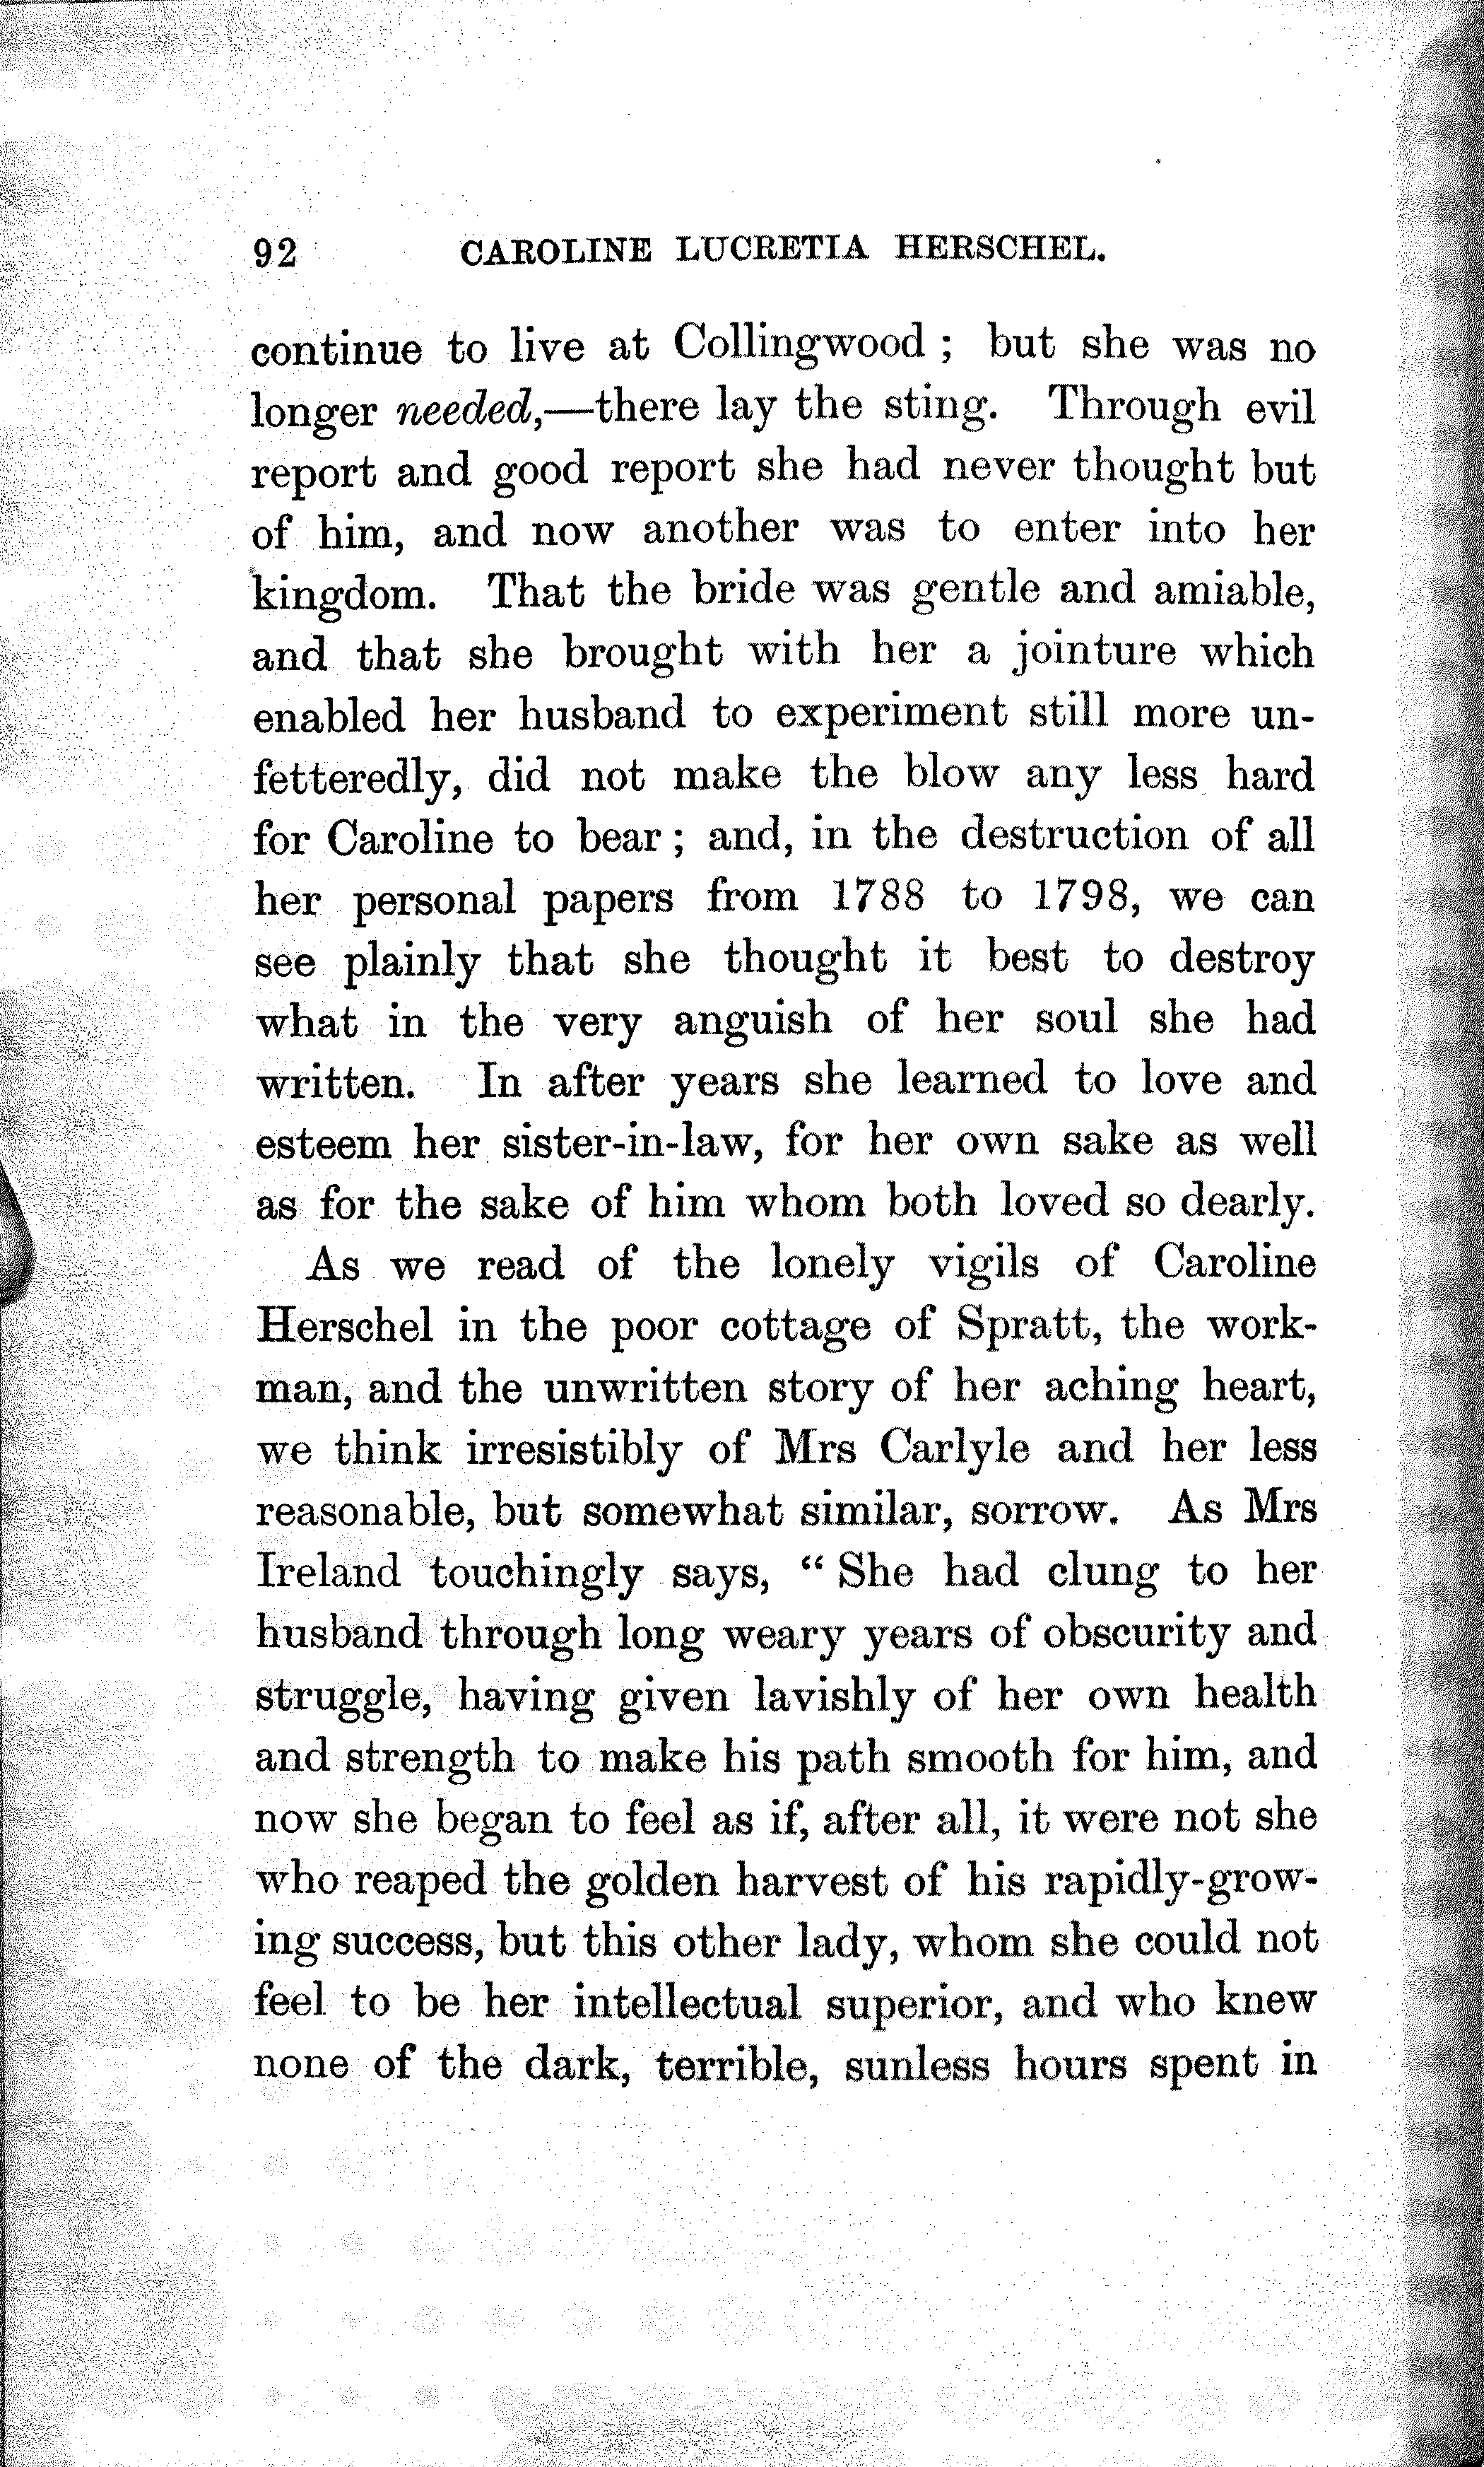 92 CAROLINE LUCRETIA HERSCHEL.
continue to live at Collingwood ; but she was no
longer needed,—there lay the sting. Through evil
report and good report she had never thought but
of him, and now another was to enter into her
kingdom. That the bride was gentle and amiable,
and that she brought with her a jointure which
enabled her husband to experiment still more un-
fetteredly, did not make the blow any less hard
for Caroline to bear ; and, in the destruction of all
her personal papers from 1788 to 1798, we can
see plainly that she thought it best to destroy
what in the very anguish of her soul she had
written. In after years she learned to love and
esteem her sister-in-law, for her own sake as well
as for the sake of him whom both loved so dearly.
As we read of the lonely vigils of Caroline
Herschel in the poor cottage of Spratt, the work-
man, and the unwritten story of her aching heart,
we think irresistibly of Mrs Carlyle and her less
reasonable, but somewhat similar, sorrow. As Mrs
Ireland touchingly says, “ She had clung to her
husband through long weary years of obscurity and
struggle, having given lavishly of her own health
and strength to make his path smooth for him, and
now she began to feel as if, after all, it were not she
who reaped the golden harvest of his rapidly-grow-
ing success, but this other lady, whom she could not
feel to be her intellectual superior, and who knew
none of the dark, terrible, sunless hours spent in